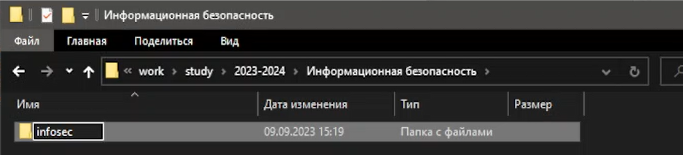 Информационная безопасность
Файл Главная Поделиться Вид
« work › study › 2023-2024 › Информационная безопасность ›
Имя Дата изменения Тип Размер
infosec 09.09.2023 15:19 Папка с файлами